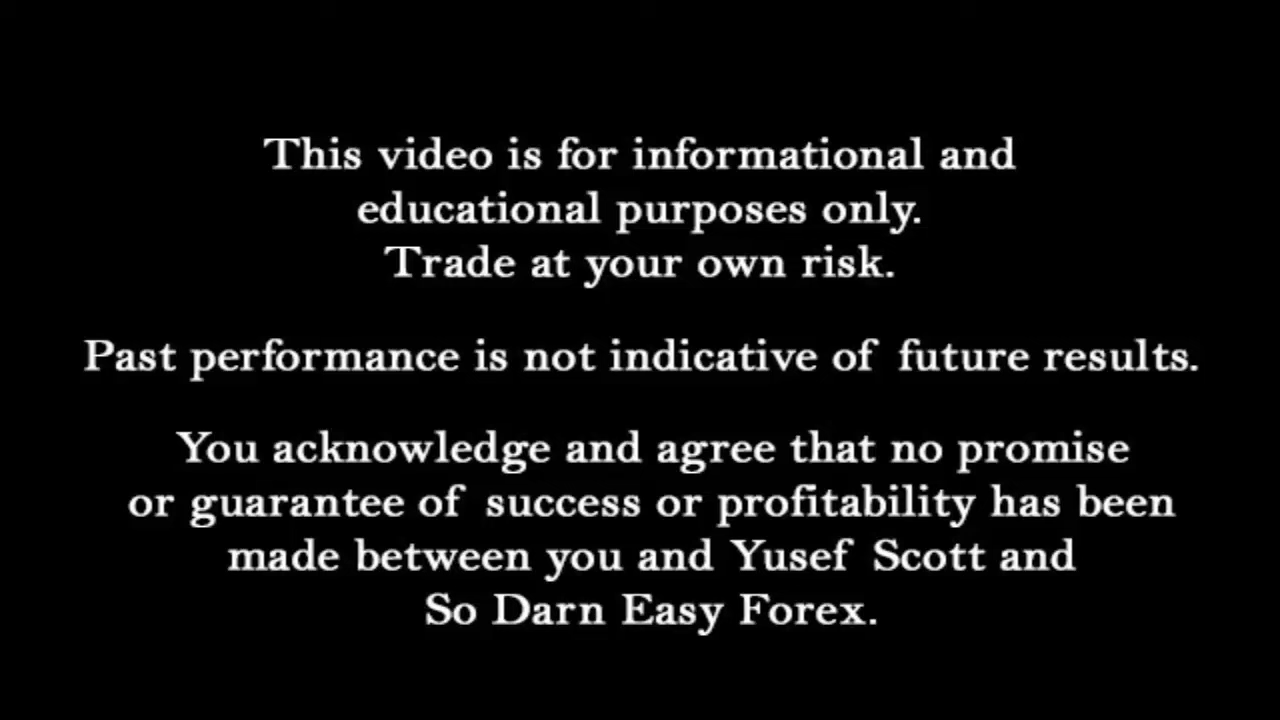 This video is for informational and
educational purposes only.
Trade at your own risk.
Past performance is not indicative of future results.
You acknowledge and agree that no promise
or guarantee of success or profitability has been
made between you and Yusef Scott and
So Darn Easy Forex.